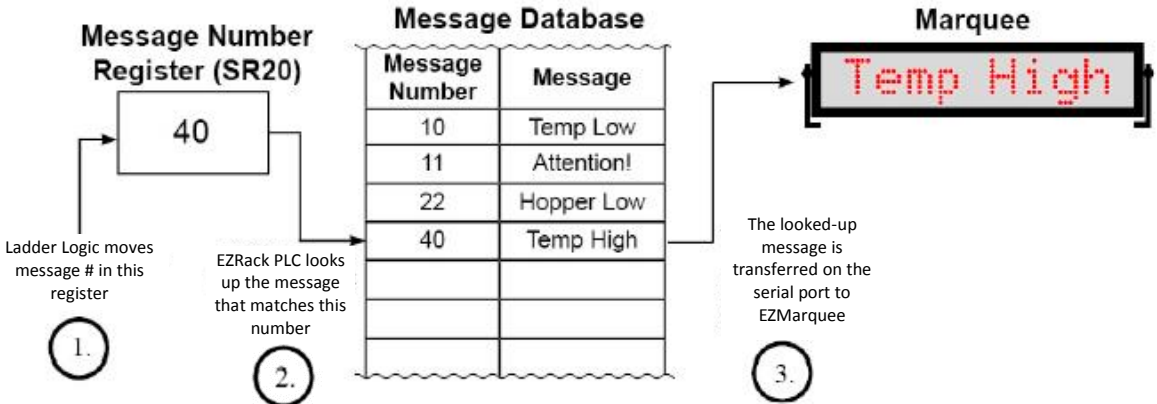 Message Number
Register (SR20)
40
Ladder Logic moves
message # in this
register
1.
EZRack PLC looks
up the message
that matches this
number
2.
Message Database
Message
Number
Message
10
Temp Low
11
Attention!
22
Hopper Low
40
Temp High
Marquee
Temp High
The looked-up
message is
transferred on the
serial port to
EZMarquee
3.